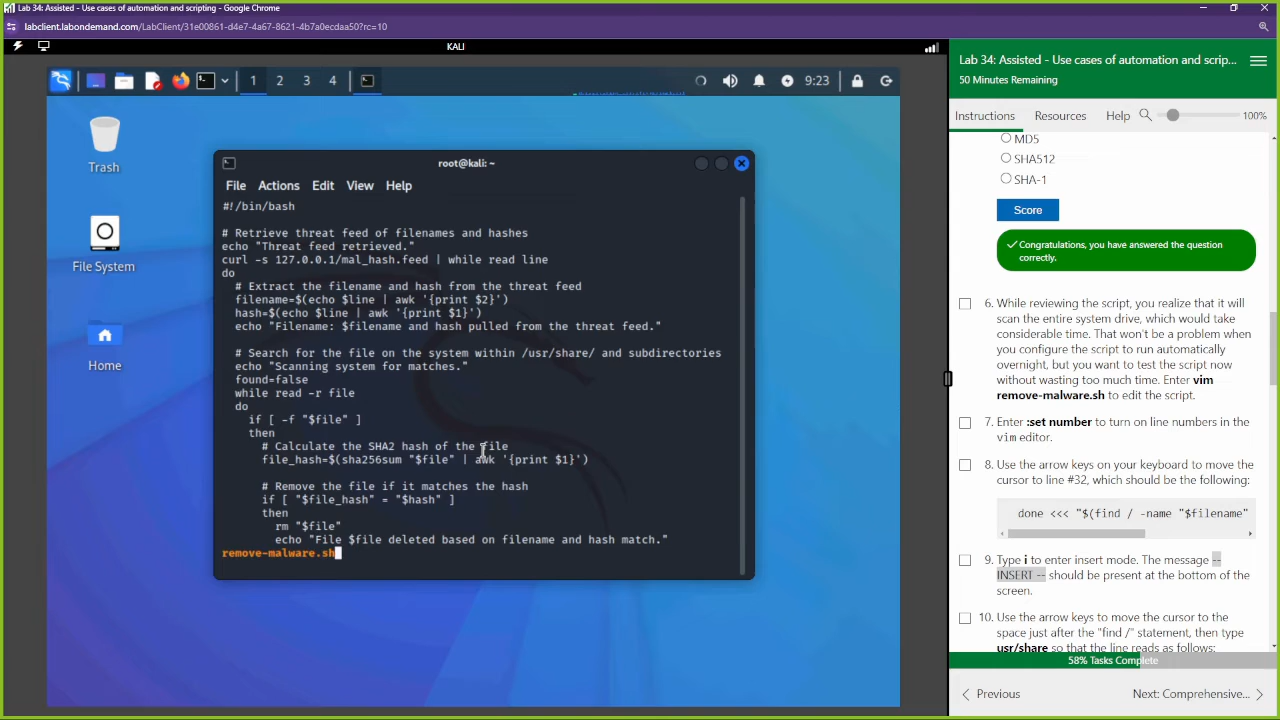 Lab 34: Assisted - Use cases of automation and scripting - Google Chrome
labclient.labondemand.com/LabClient/31e00861-d4e7-4a67-8621-4b7a0ecdaa50?rc=10
KALI
1 2 3 4
9:23
Trash
File System
Home
root@kali: ~
File Actions Edit View Help
#!/bin/bash
# Retrieve threat feed of filenames and hashes
echo "Threat feed retrieved."
curl -s 127.0.0.1/mal_hash.feed | while read line
do
# Extract the filename and hash from the threat feed
filename=$(echo $line | awk '{print $2}')
hash=$(echo $line | awk '{print $1}')
echo "Filename: $filename and hash pulled from the threat feed."
# Search for the file on the system within /usr/share/ and subdirectories
echo "Scanning system for matches."
found=false
while read -r file
do
if [ -f "$file" ]
then
# Calculate the SHA2 hash of the file
file_hash=$(sha256sum "$file" | awk '{print $1}')
# Remove the file if it matches the hash
if [ "$file_hash" = "$hash" ]
then
rm "$file"
echo "File $file deleted based on filename and hash match."
remove-malware.sh
Lab 34: Assisted - Use cases of automation and scrip...
50 Minutes Remaining
Instructions Resources Help 100%
MD5
SHA512
SHA-1
Score
Congratulations, you have answered the question
correctly.
6. While reviewing the script, you realize that it will
scan the entire system drive, which would take
considerable time. That won't be a problem when
you configure the script to run automatically
overnight, but you want to test the script now
without wasting too much time. Enter vim
remove-malware.sh to edit the script.
7. Enter :set number to turn on line numbers in the
vim editor.
8. Use the arrow keys on your keyboard to move the
cursor to line #32, which should be the following:
done <<< "$(find / -name "$filename"
9. Type i to enter insert mode. The message --
INSERT -- should be present at the bottom of the
screen.
10. Use the arrow keys to move the cursor to the
space just after the "find /" statement, then type
usr/share so that the line reads as follows:
58% Tasks Complete
Previous
Next: Comprehensive...